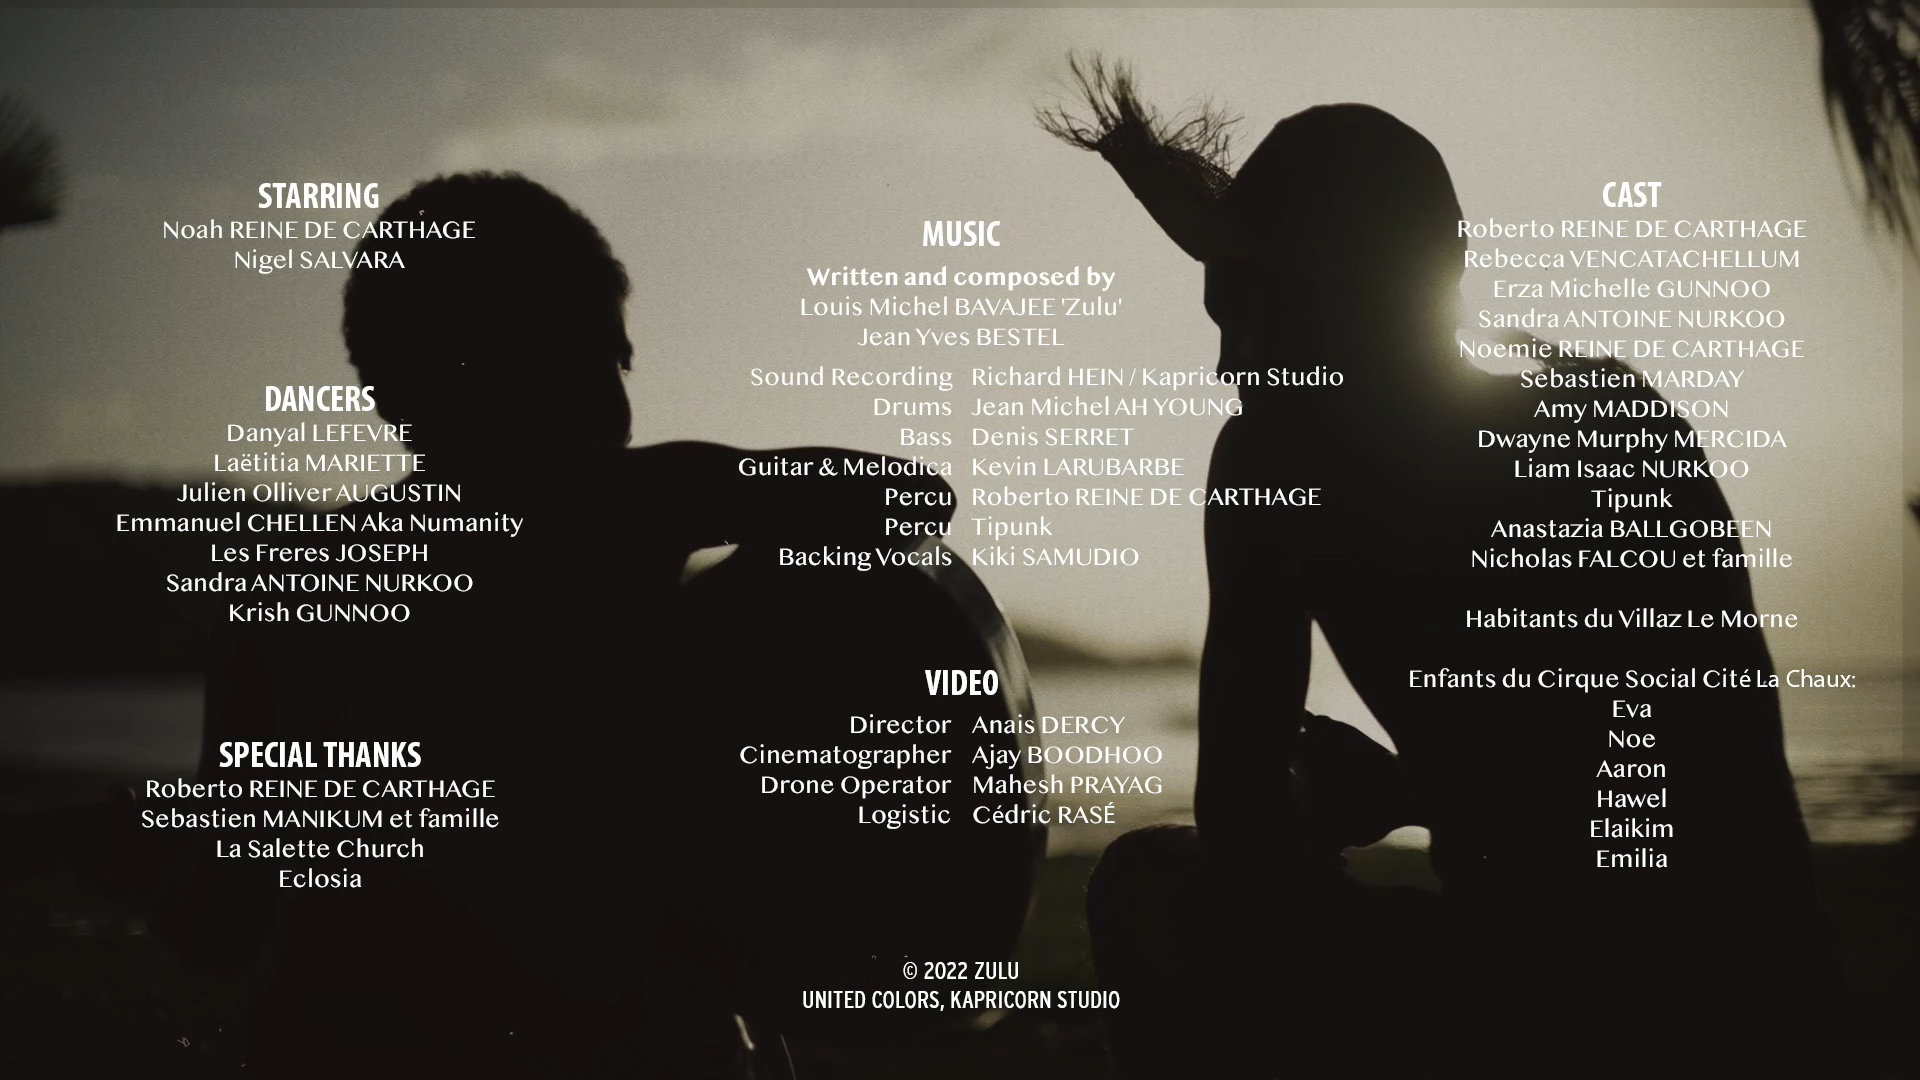 STARRING
Noah REINE DE CARTHAGE
Nigel SALVARA
DANCERS
Danyal LEFEVRE
Laëtitia MARIETTE
Julien Olliver AUGUSTIN
Emmanuel CHELLEN Aka Numanity
Les Freres JOSEPH
Sandra ANTOINE NURKOO
Krish GUNNOO
SPECIAL THANKS
Roberto REINE DE CARTHAGE
Sebastien MANIKUM et famille
La Salette Church
Eclosia
MUSIC
Written and composed by
Louis Michel BAVAJEE 'Zulu'
Jean Yves BESTEL
Sound Recording Richard HEIN / Kapricorn Studio
Drums Jean Michel AH YOUNG
Bass Denis SERRET
Guitar & Melodica Kevin LARUBARBE
Percu Roberto REINE DE CARTHAGE
Percu Tipunk
Backing Vocals Kiki SAMUDIO
VIDEO
Director Anais DERCY
Cinematographer Ajay BOODHOO
Drone Operator Mahesh PRAYAG
Logistic Cédric RASÉ
© 2022 ZULU
UNITED COLORS, KAPRICORN STUDIO
CAST
Roberto REINE DE CARTHAGE
Rebecca VENCATACHELLUM
Erza Michelle GUNNOO
Sandra ANTOINE NURKOO
Noemie REINE DE CARTHAGE
Sebastien MARDAY
Amy MADDISON
Dwayne Murphy MERCIDA
Liam Isaac NURKOO
Tipunk
Anastazia BALLGOBEEN
Nicholas FALCOU et famille
Habitants du Villaz Le Morne
Enfants du Cirque Social Cité La Chaux:
Eva
Noe
Aaron
Hawel
Elaikim
Emilia